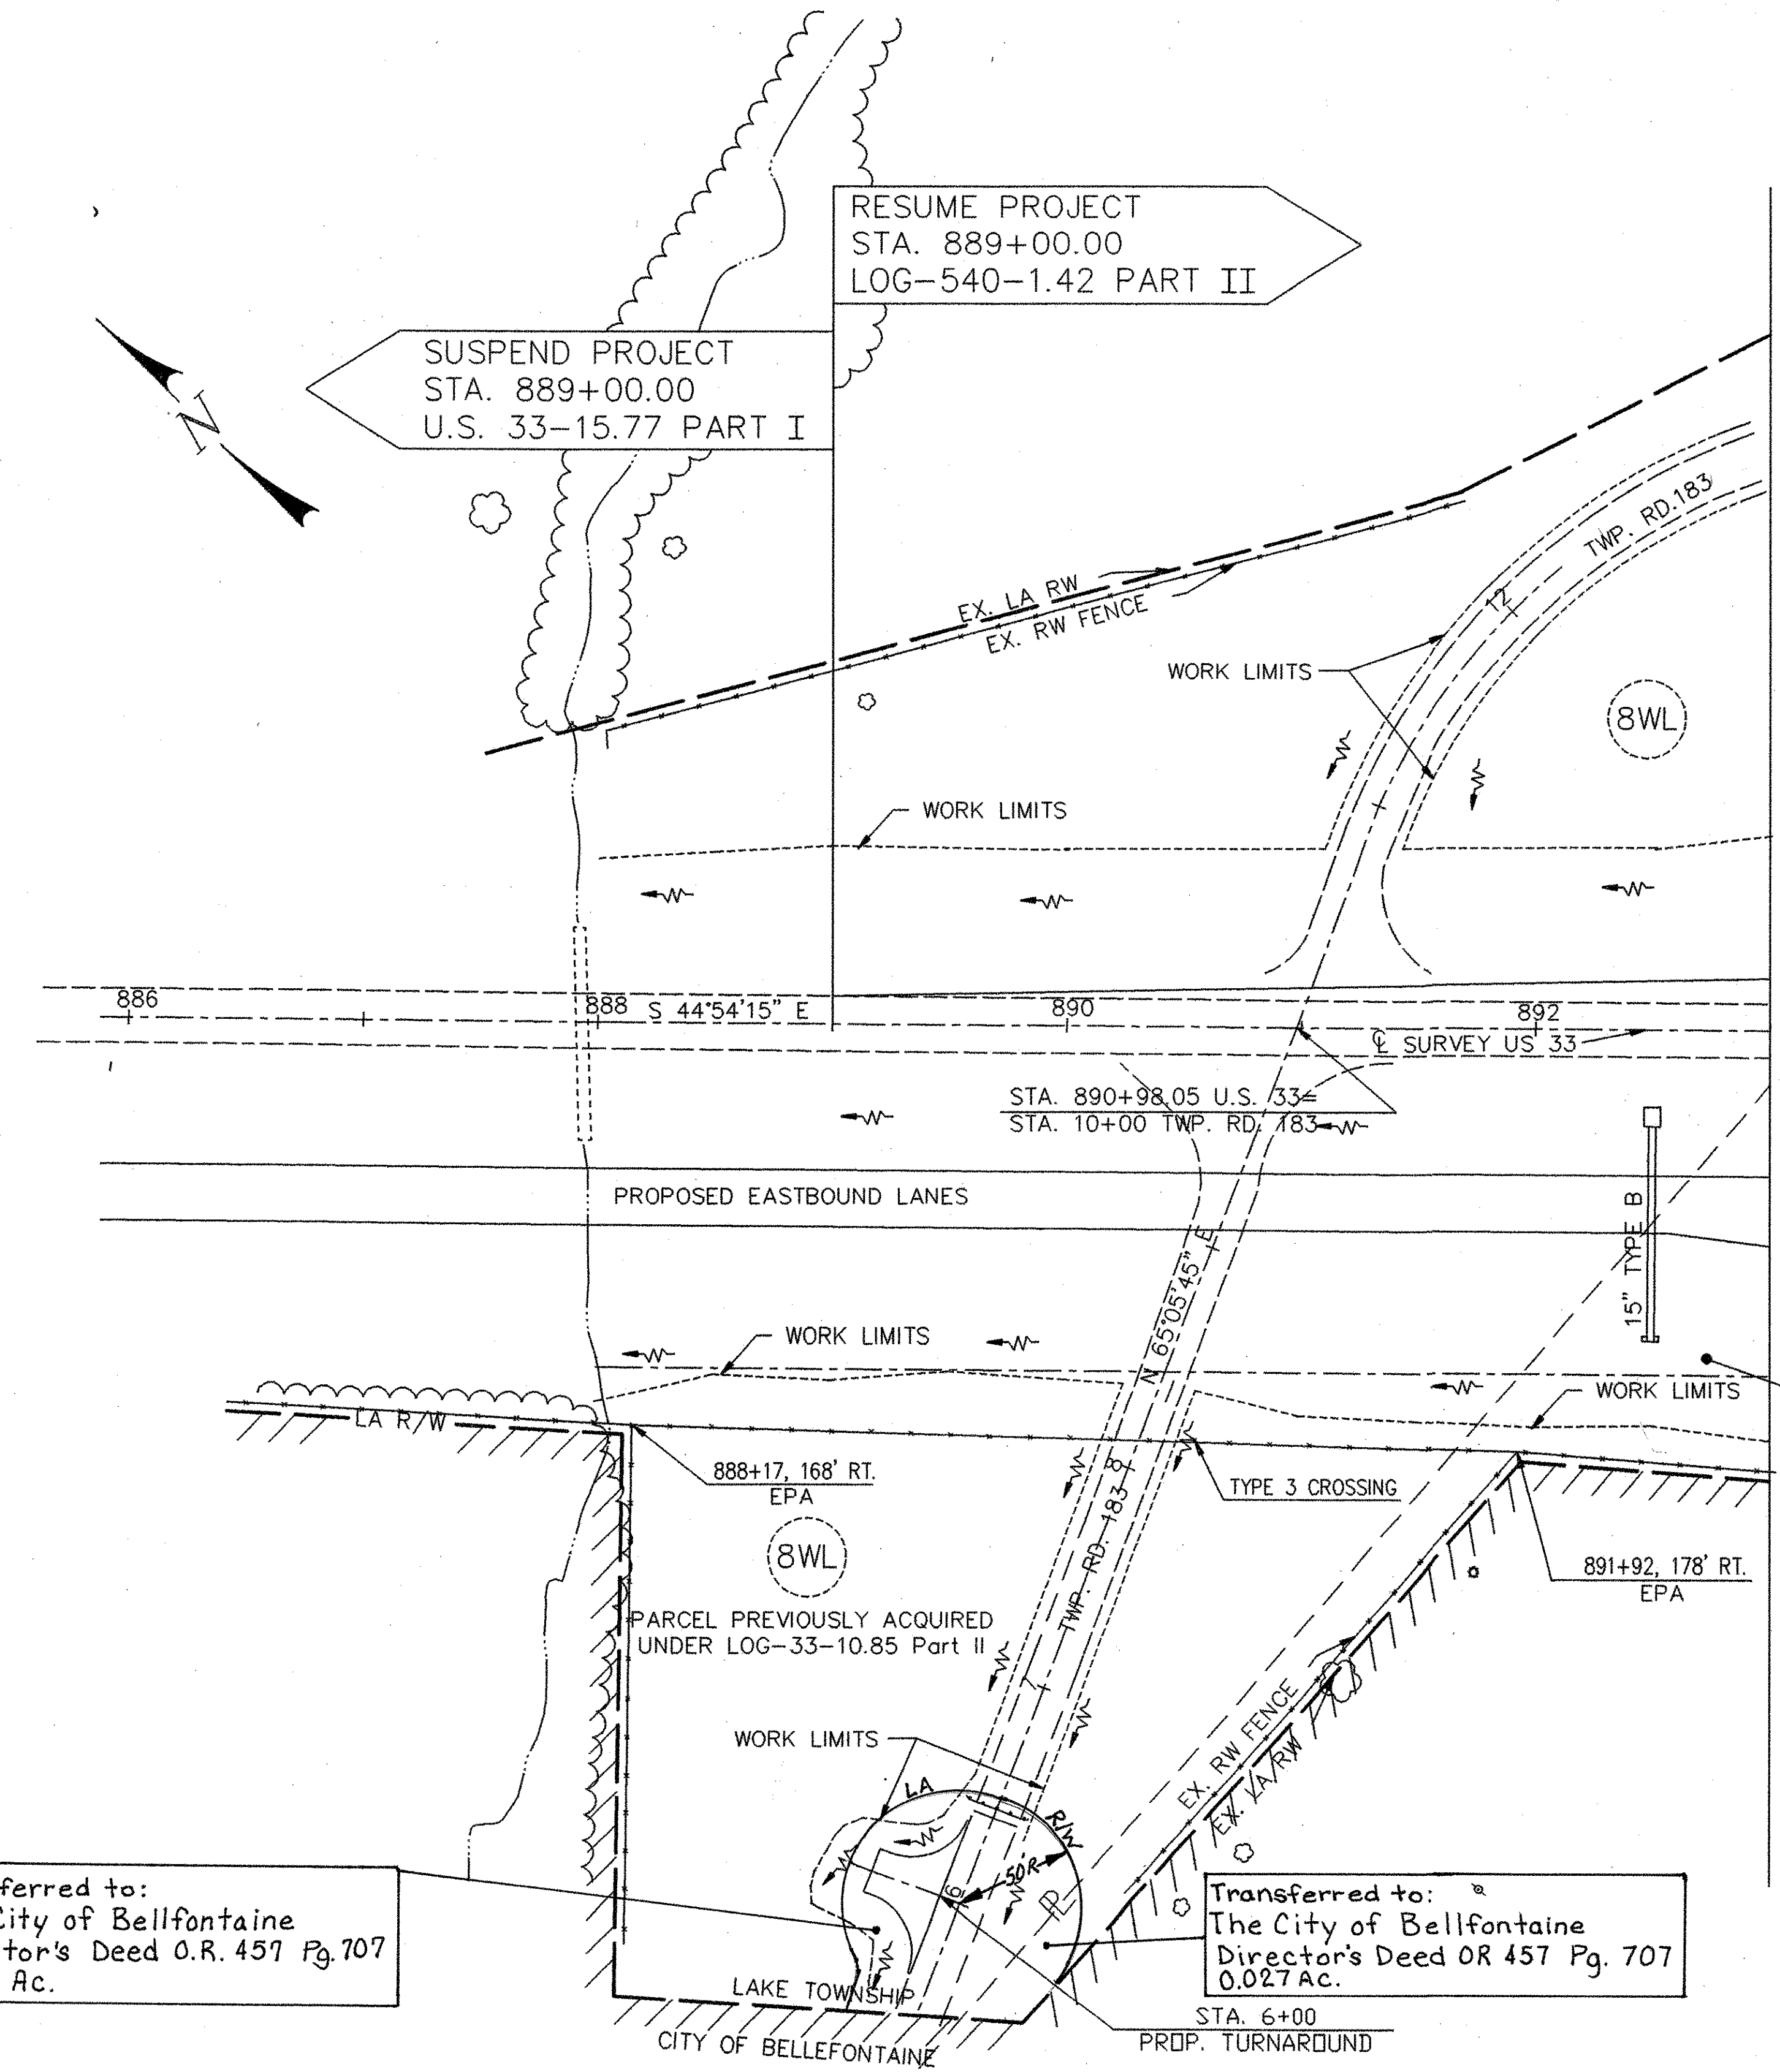 RESUME PROJECT
STA. 889+00.00
LOG-540-1.42 PART II
SUSPEND PROJECT
STA. 889+00.00
U.S. 33-15.77 PART I
N
TWP. RD.183
12
EX. LA RW
EX. RW FENCE
WORK LIMITS
8WL
WORK LIMITS
886
888
S 44°54'15" E
890
892
℄ SURVEY US 33
STA. 890+98.05 U.S. 33=
STA. 10+00 TWP. RD. 183
PROPOSED EASTBOUND LANES
15" TYPE B
N 65°05'45" E
WORK LIMITS
WORK LIMITS
LA R/W
888+17, 168' RT.
EPA
TYPE 3 CROSSING
8
891+92, 178' RT.
EPA
8WL
TWP. RD. 183
PARCEL PREVIOUSLY ACQUIRED
UNDER LOG-33-10.85 Part II
7
WORK LIMITS
EX. RW FENCE
EX. LA/RW
LA
R/W
50'R
6
PL
ferred to:
City of Bellfontaine
tor's Deed O.R. 457 Pg. 707
Ac.
Transferred to:
The City of Bellfontaine
Director's Deed OR 457 Pg. 707
0.027 AC.
LAKE TOWNSHIP
STA. 6+00
PROP. TURNAROUND
CITY OF BELLEFONTAINE